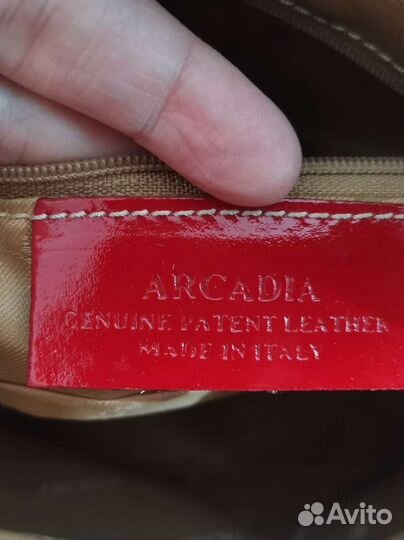 ARCADIA
GENUINE PATENT LEATHER
MADE IN ITALY
Avito